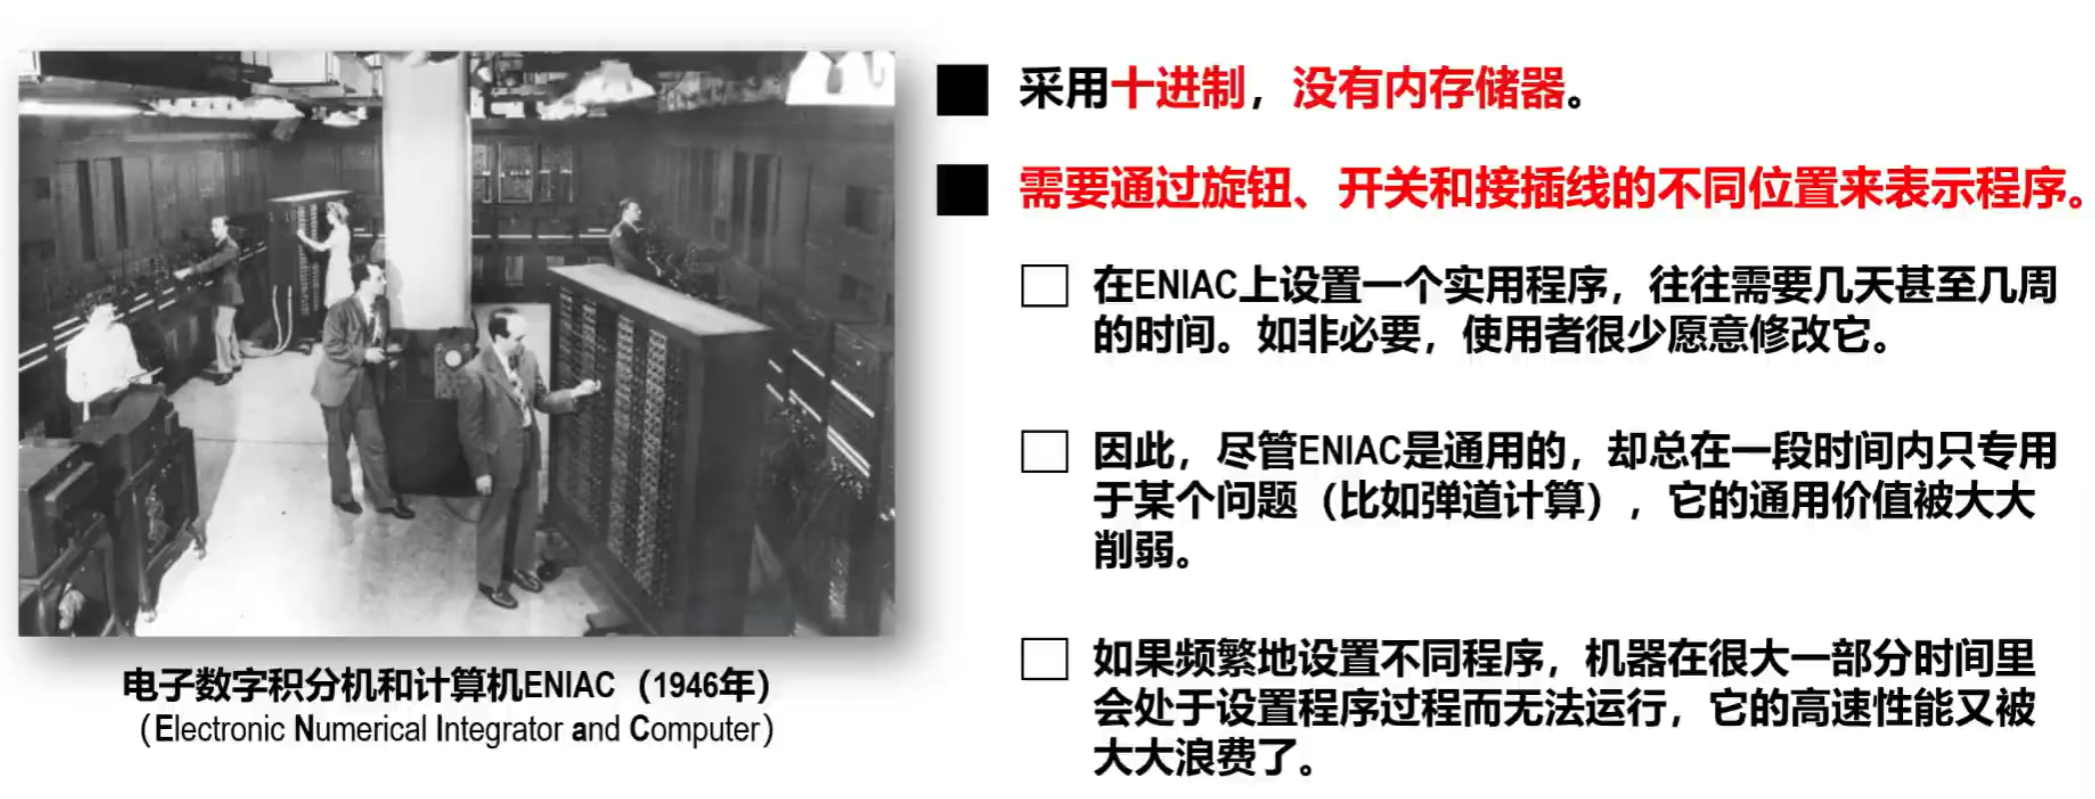 采用十进制，没有内存储器。
需要通过旋钮、开关和接插线的不同位置来表示程序。
在ENIAC上设置一个实用程序，往往需要几天甚至几周
的时间。如非必要，使用者很少愿意修改它。
因此，尽管ENIAC是通用的，却总在一段时间内只专用
于某个问题（比如弹道计算），它的通用价值被大大
削弱。
如果频繁地设置不同程序，机器在很大一部分时间里
会处于设置程序过程而无法运行，它的高速性能又被
大大浪费了。
电子数字积分机和计算机ENIAC（1946年）
（Electronic Numerical Integrator and Computer）